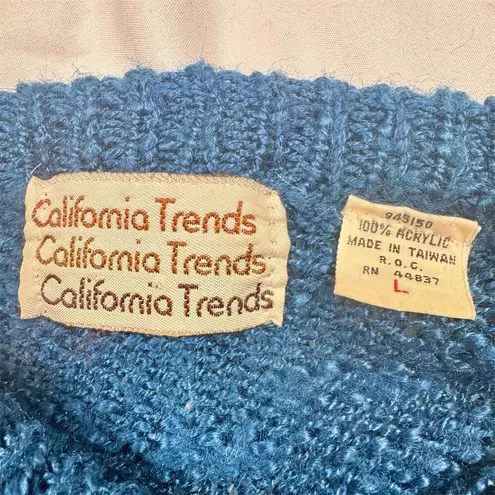 California Trends
California Trends
California Trends
945150
100% ACRYLIC
MADE IN TAIWAN
R.O.C.
RN 44837
L